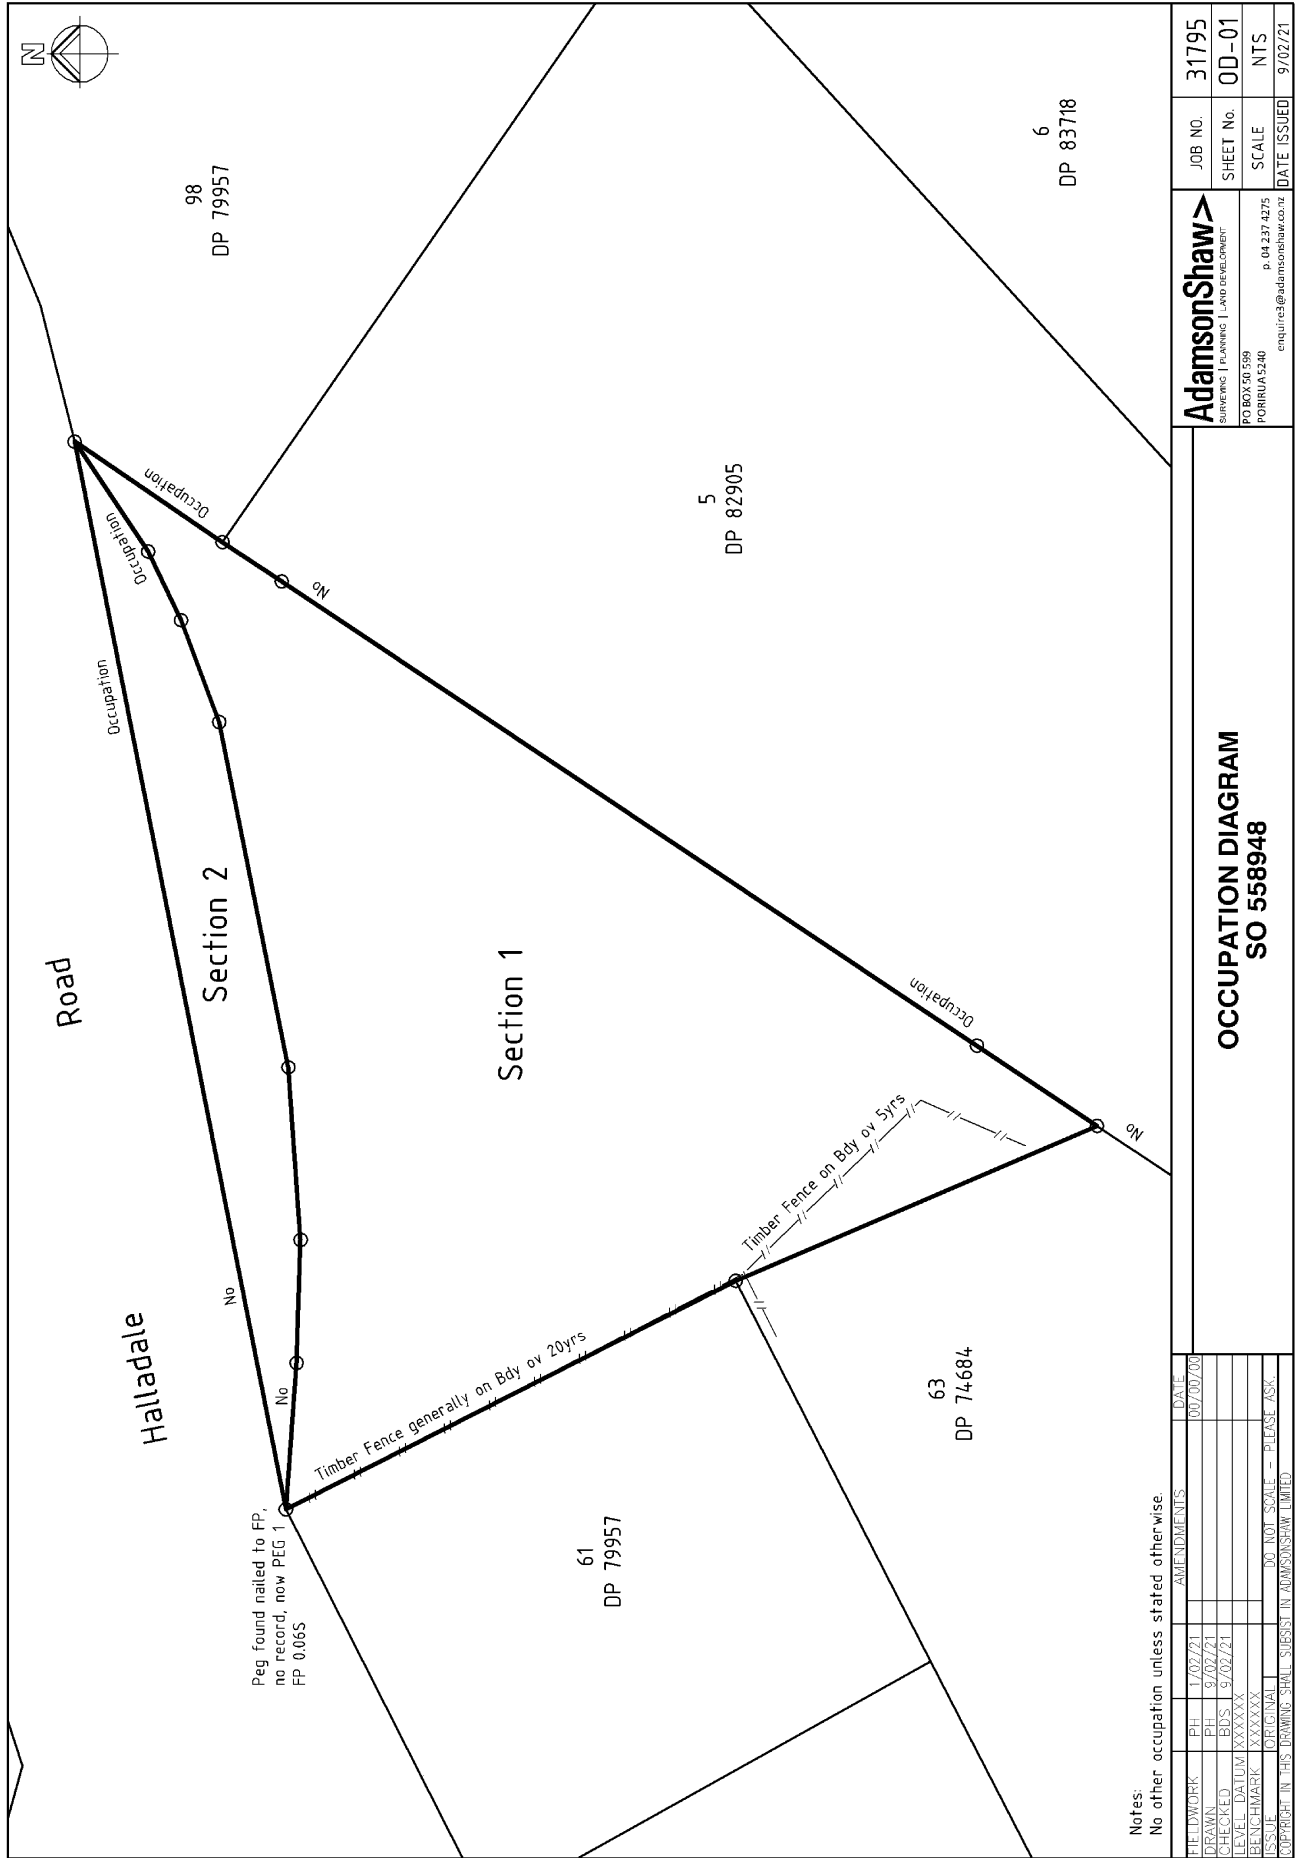 N
Halladale
Road
98
DP 79957
Peg found nailed to FP,
no record, now PEG 1
FP 0.06S
No
Occupation
No
Occupation
Occupation
No
Section 2
Section 1
Timber Fence generally on Bdy ov 20yrs
Timber Fence on Bdy ov 5yrs
No
Occupation
61
DP 79957
63
DP 74684
5
DP 82905
6
DP 83718
Notes:
No other occupation unless stated otherwise.
FIELDWORK PH 1/02/21
DRAWN PH 9/02/21
CHECKED BDS 9/02/21
LEVEL DATUM XXXXXX
BENCHMARK XXXXXX
ISSUE ORIGINAL
AMENDMENTS DATE
00/00/00
DO NOT SCALE - PLEASE ASK.
COPYRIGHT IN THIS DRAWING SHALL SUBSIST IN ADAMSONSHAW LIMITED
OCCUPATION DIAGRAM
SO 558948
AdamsonShaw>
SURVEYING | PLANNING | LAND DEVELOPMENT
PO BOX 50 599
PORIRUA 5240
p. 04 237 4275
enquire3@adamsonshaw.co.nz
JOB NO. 31795
SHEET No. OD-01
SCALE NTS
DATE ISSUED 9/02/21